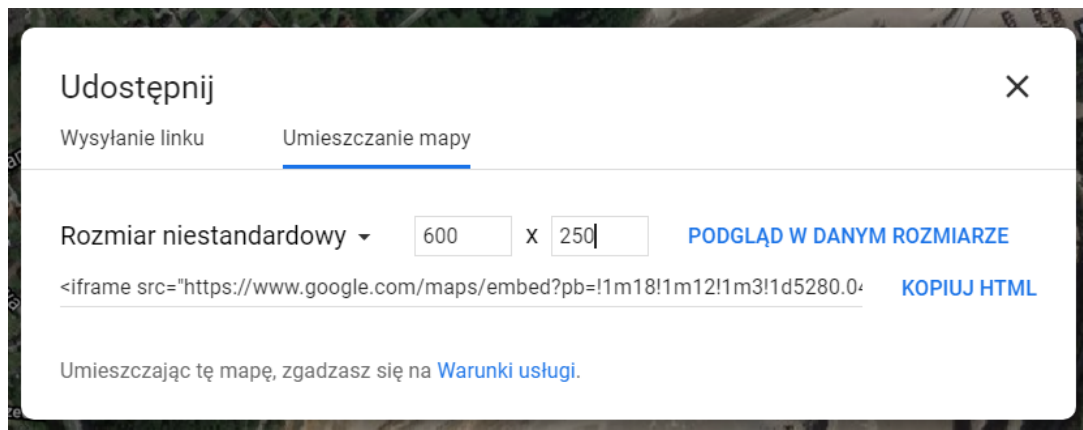 Udostępnij
Wysyłanie linku Umieszczanie mapy
Rozmiar niestandardowy 600 x 250 PODGLĄD W DANYM ROZMIARZE
<iframe src="https://www.google.com/maps/embed?pb=!1m18!1m12!1m3!1d5280.04 KOPIUJ HTML
Umieszczając tę mapę, zgadzasz się na Warunki usługi.